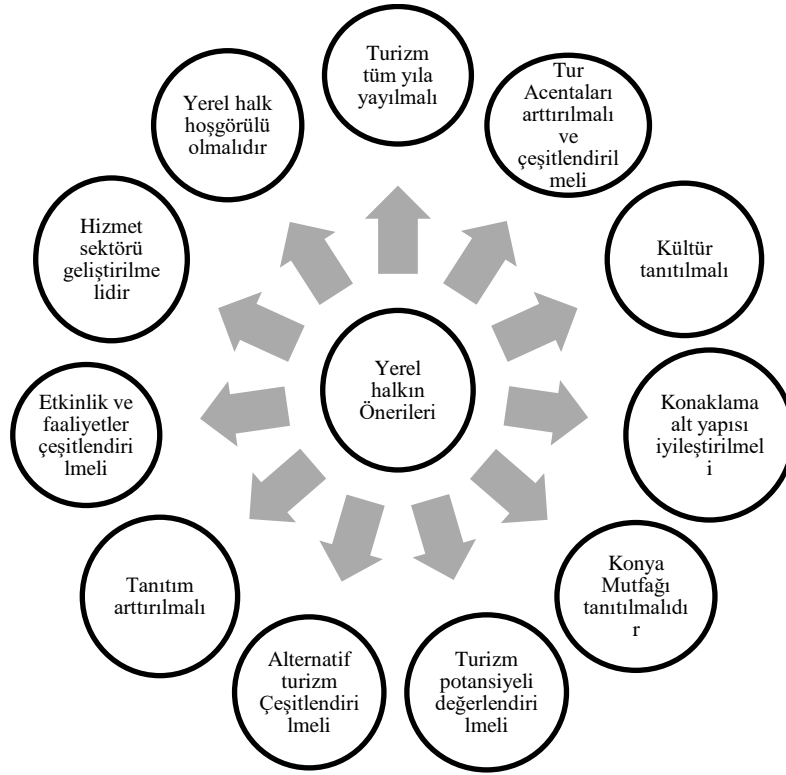 Turizm
tüm yıla
yayılmalı
Tur
Acentaları
arttırılmalı
ve
çeşitlendiril
meli
Kültür
tanıtılmalı
Konaklama
alt yapısı
iyileştirilmel
i
Konya
Mutfağı
tanıtılmalıdı
r
Turizm
potansiyeli
değerlendiri
lmeli
Alternatif
turizm
Çeşitlendiri
lmeli
Tanıtım
arttırılmalı
Etkinlik ve
faaliyetler
çeşitlendiri
lmeli
Hizmet
sektörü
geliştirilme
lidir
Yerel halk
hoşgörülü
olmalıdır
Yerel
halkın
Önerileri